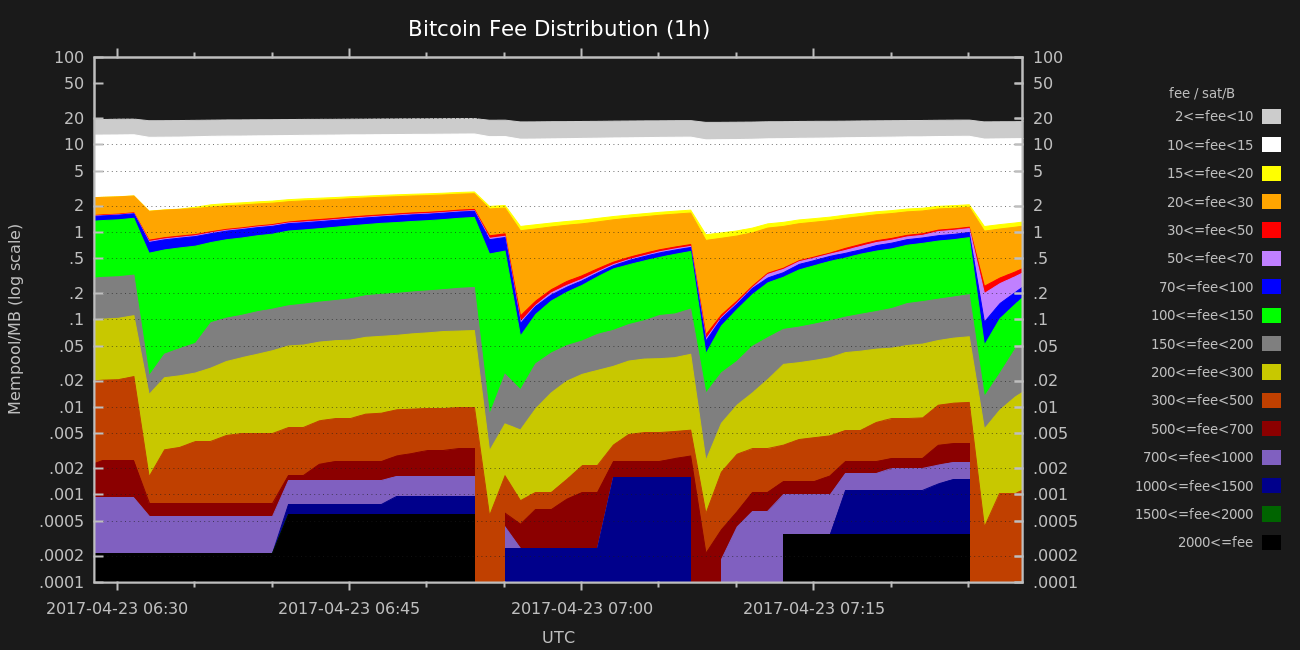 Bitcoin Fee Distribution (1h)
Mempool/MB (log scale)
100
50
20
10
5
2
1
.5
.2
.1
.05
.02
.01
.005
.002
.001
.0005
.0002
.0001
100
50
20
10
5
2
1
.5
.2
.1
.05
.02
.01
.005
.002
.001
.0005
.0002
.0001
2017-04-23 06:30
2017-04-23 06:45
2017-04-23 07:00
2017-04-23 07:15
UTC
fee / sat/B
2<=fee<10
10<=fee<15
15<=fee<20
20<=fee<30
30<=fee<50
50<=fee<70
70<=fee<100
100<=fee<150
150<=fee<200
200<=fee<300
300<=fee<500
500<=fee<700
700<=fee<1000
1000<=fee<1500
1500<=fee<2000
2000<=fee